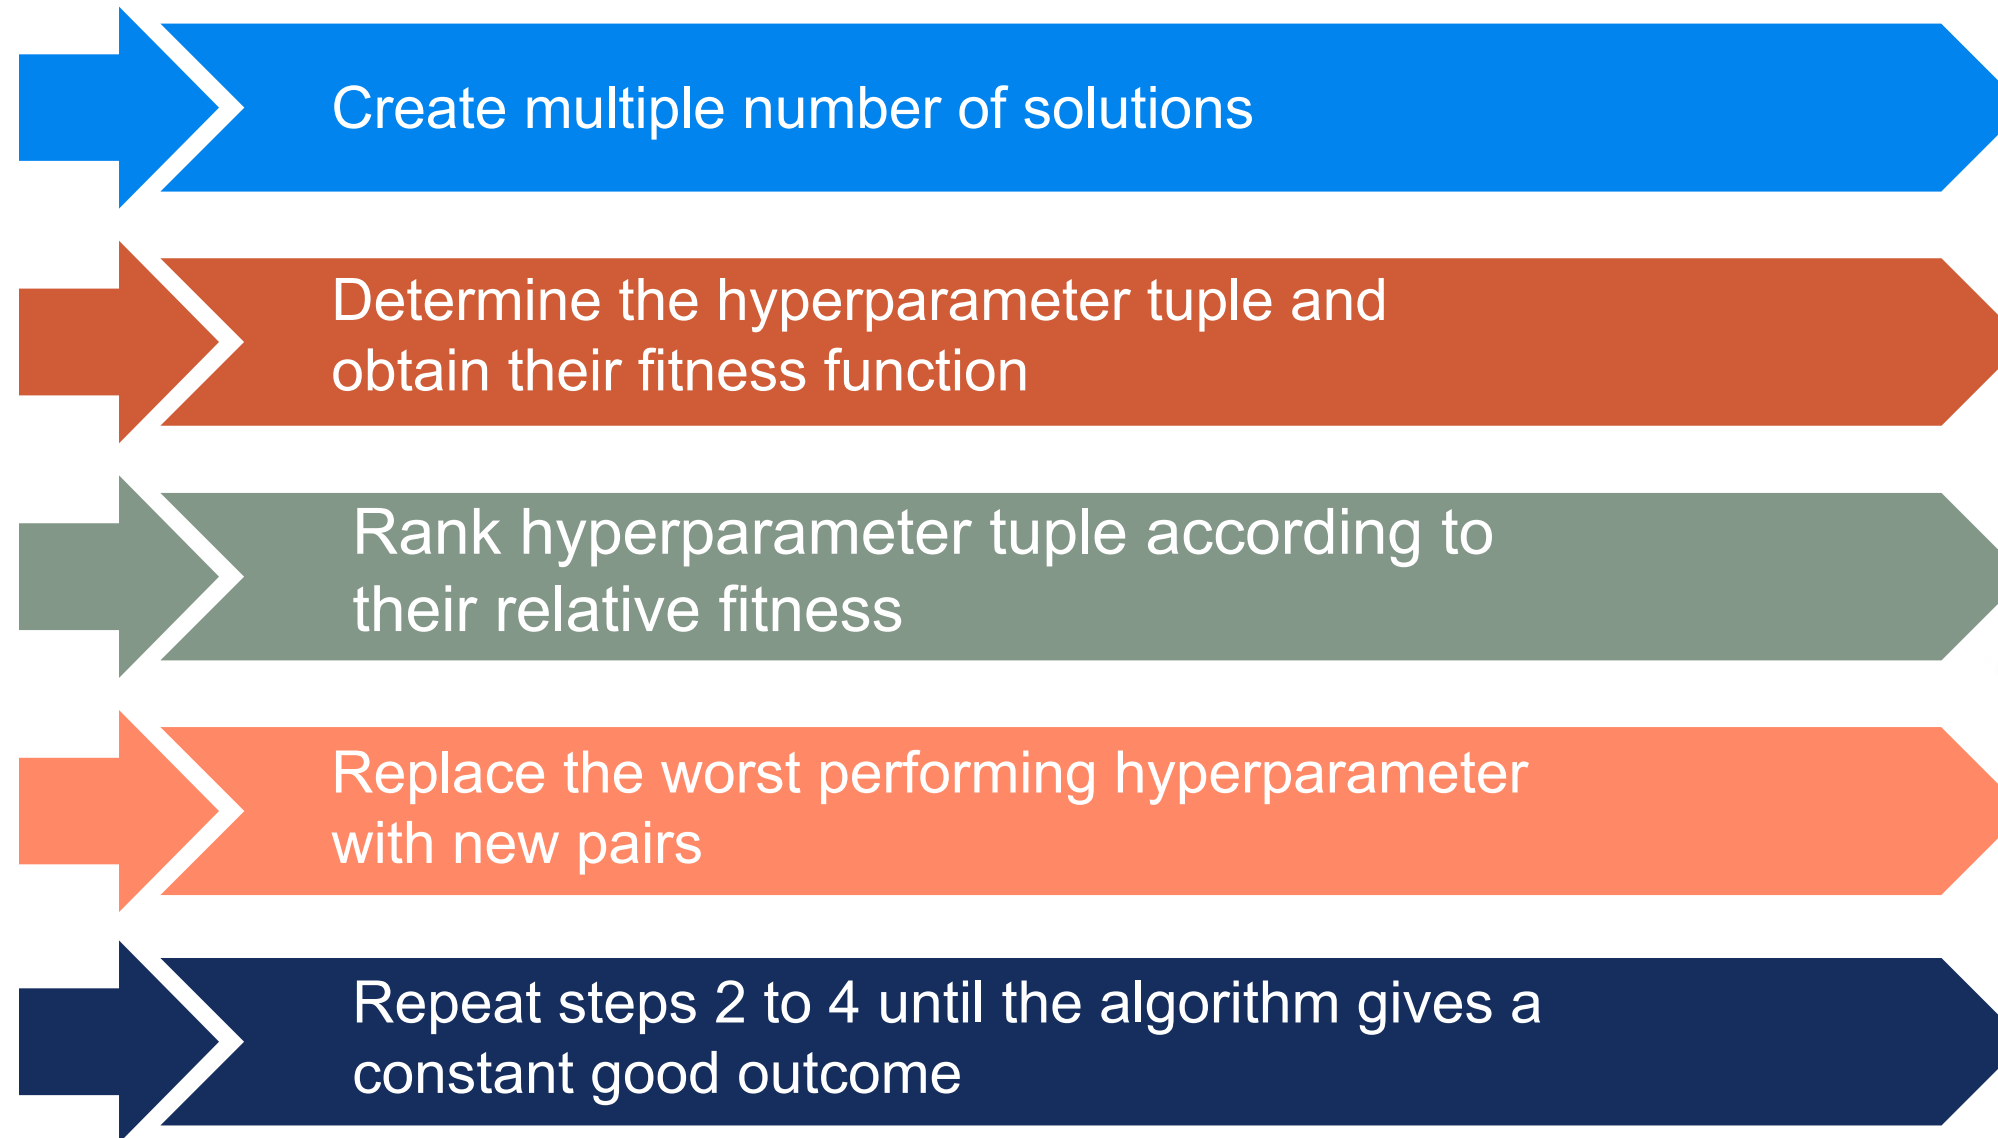 Create multiple number of solutions
Determine the hyperparameter tuple and
obtain their fitness function
Rank hyperparameter tuple according to
their relative fitness
Replace the worst performing hyperparameter
with new pairs
Repeat steps 2 to 4 until the algorithm gives a
constant good outcome